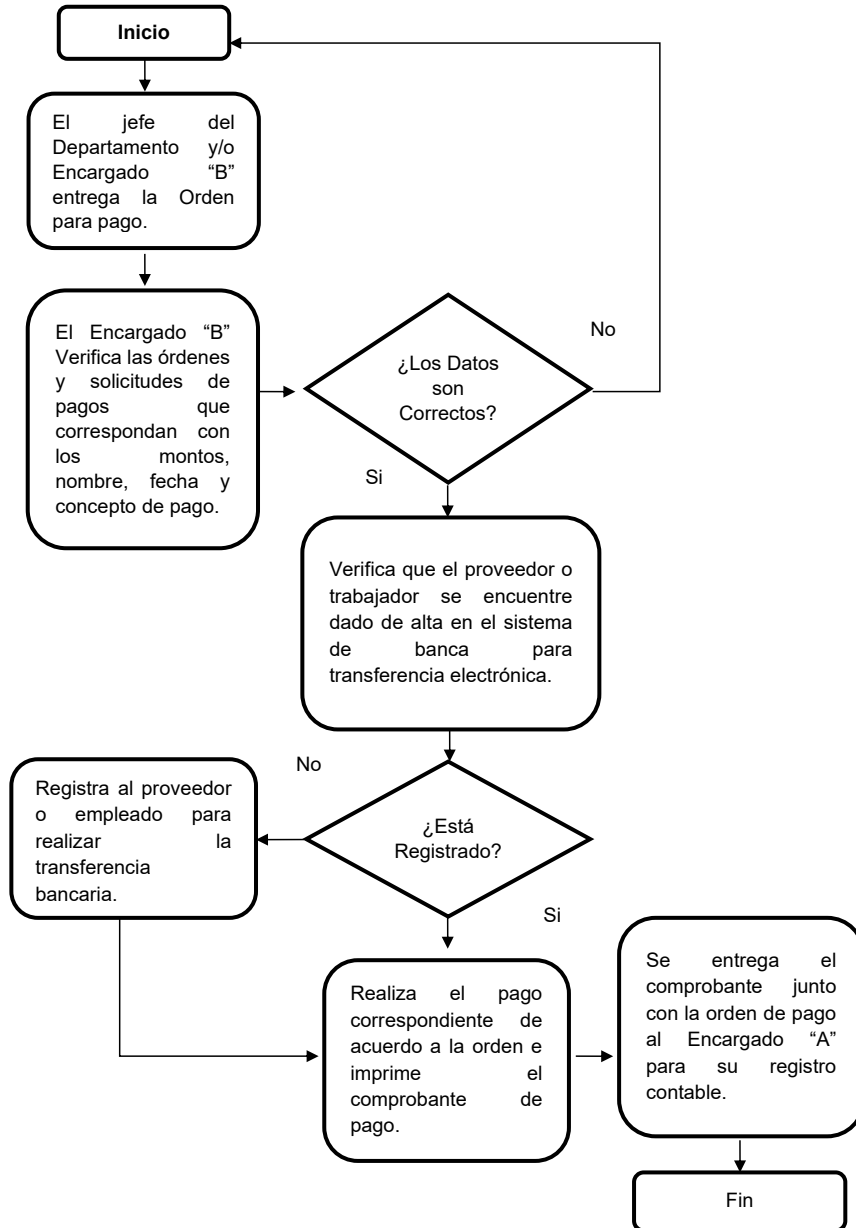 Inicio
El jefe del
Departamento y/o
Encargado “B”
entrega la Orden
para pago.
El Encargado “B”
Verifica las órdenes
y solicitudes de
pagos que
correspondan con
los montos,
nombre, fecha y
concepto de pago.
¿Los Datos
son
Correctos?
No
Si
Verifica que el proveedor o
trabajador se encuentre
dado de alta en el sistema
de banca para
transferencia electrónica.
¿Está
Registrado?
No
Registra al proveedor
o empleado para
realizar la
transferencia
bancaria.
Si
Realiza el pago
correspondiente de
acuerdo a la orden e
imprime el
comprobante de
pago.
Se entrega el
comprobante junto
con la orden de pago
al Encargado “A”
para su registro
contable.
Fin